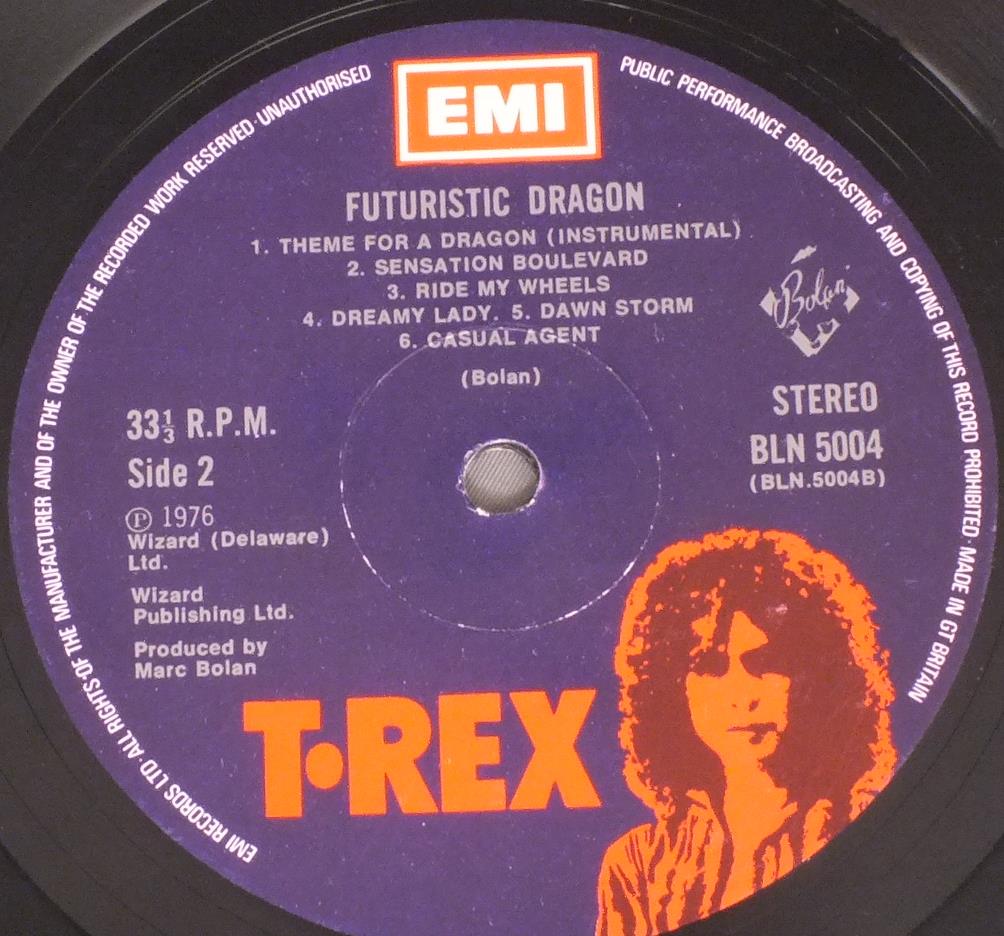 EMI
FUTURISTIC DRAGON
1. THEME FOR A DRAGON (INSTRUMENTAL)
2. SENSATION BOULEVARD
3. RIDE MY WHEELS
4. DREAMY LADY. 5. DAWN STORM
6. CASUAL AGENT
(Bolan)
Bolan
33⅓ R.P.M.
Side 2
Ⓟ 1976
Wizard (Delaware)
Ltd.
Wizard
Publishing Ltd.
Produced by
Marc Bolan
STEREO
BLN 5004
(BLN.5004B)
T·REX
EMI RECORDS LTD·ALL RIGHTS·OF THE MANUFACTURER AND OF THE OWNER OF THE RECORDED WORK RESERVED·UNAUTHORISED
PUBLIC PERFORMANCE BROADCASTING AND COPYING OF THIS RECORD PROHIBITED·MADE IN GT BRITAIN